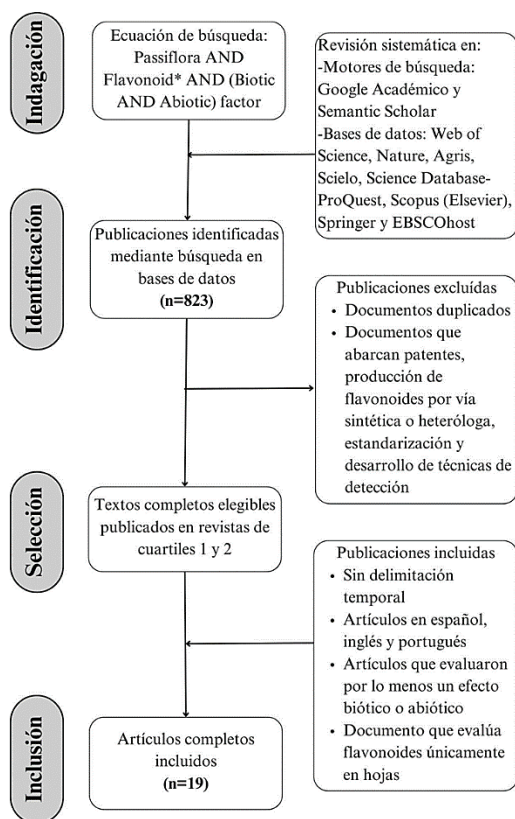 Indagación
Ecuación de búsqueda:
Passiflora AND
Flavonoid* AND (Biotic
AND Abiotic) factor
Revisión sistemática en:
-Motores de búsqueda:
Google Académico y
Semantic Scholar
-Bases de datos: Web of
Science, Nature, Agris,
Scielo, Science Database-
ProQuest, Scopus (Elsevier),
Springer y EBSCOhost
Identificación
Publicaciones identificadas
mediante búsqueda en
bases de datos
(n=823)
Publicaciones excluídas
• Documentos duplicados
• Documentos que
abarcan patentes,
producción de
flavonoides por vía
sintética o heteróloga,
estandarización y
desarrollo de técnicas de
detección
Selección
Textos completos elegibles
publicados en revistas de
cuartiles 1 y 2
Publicaciones incluidas
• Sin delimitación
temporal
• Artículos en español,
inglés y portugués
• Artículos que evaluaron
por lo menos un efecto
biótico o abiótico
• Documento que evalúa
flavonoides únicamente
en hojas
Inclusión
Artículos completos
incluidos
(n=19)